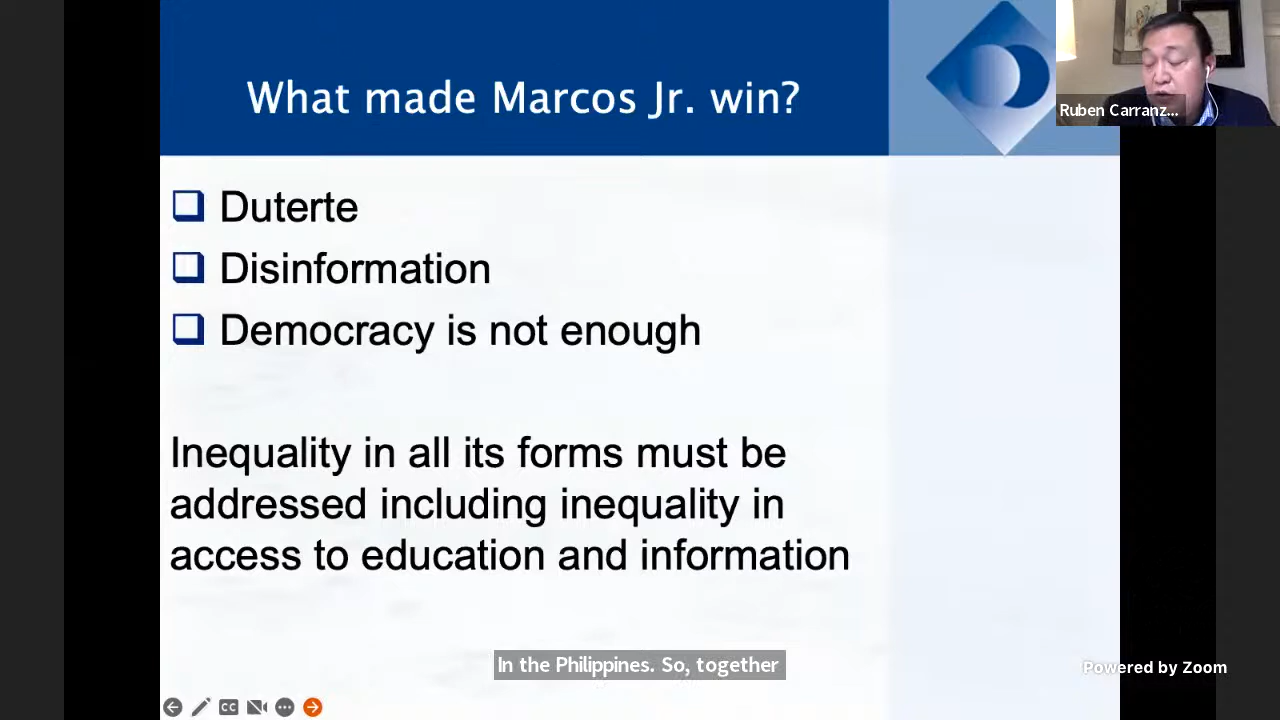 What made Marcos Jr. win?
Ruben Carranz...
Duterte
Disinformation
Democracy is not enough
Inequality in all its forms must be
addressed including inequality in
access to education and information
In the Philippines. So, together
Powered by Zoom
CC